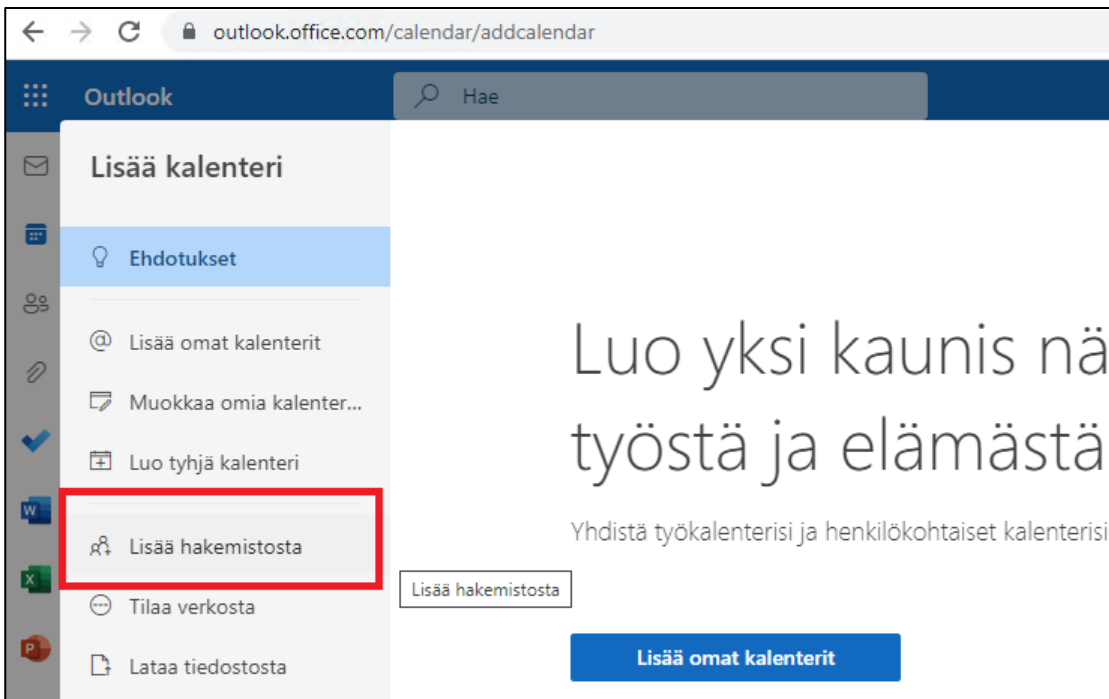 outlook.office.com/calendar/addcalendar
Outlook
Hae
Lisää kalenteri
Ehdotukset
Lisää omat kalenterit
Muokkaa omia kalenter...
Luo tyhjä kalenteri
Lisää hakemistosta
Tilaa verkosta
Lataa tiedostosta
Luo yksi kaunis nä
työstä ja elämästä
Yhdistä työkalenterisi ja henkilökohtaiset kalenterisi
Lisää hakemistosta
Lisää omat kalenterit
W
X
P